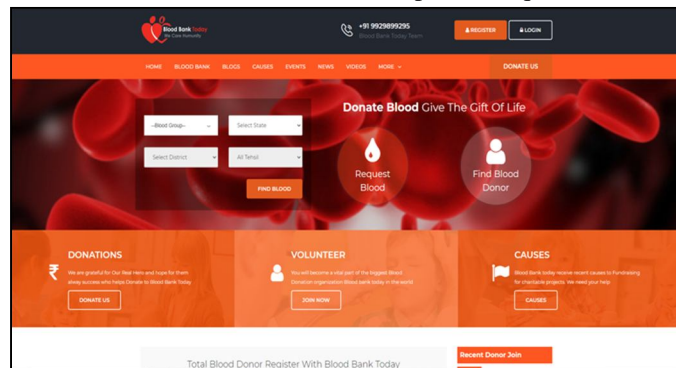 Blood Bank Today
We Care Humanity
+91 9929899295
Blood Bank Today Team
REGISTER
LOGIN
HOME BLOOD BANK BLOGS CAUSES EVENTS NEWS VIDEOS MORE
DONATE US
Donate Blood Give The Gift Of Life
--Blood Group--
Select State
Select District
All Tehsil
FIND BLOOD
Request
Blood
Find Blood
Donor
DONATIONS
We are grateful for Our Real Hero and hope for them
alway success who helps Donate to Blood Bank Today
DONATE US
VOLUNTEER
You will become a vital part of the biggest Blood
Donation organization Blood bank today in the world
JOIN NOW
CAUSES
Blood Bank today receive recent causes to Fundraising
for charitable projects. We need your help
CAUSES
Total Blood Donor Register With Blood Bank Today
Recent Donor Join